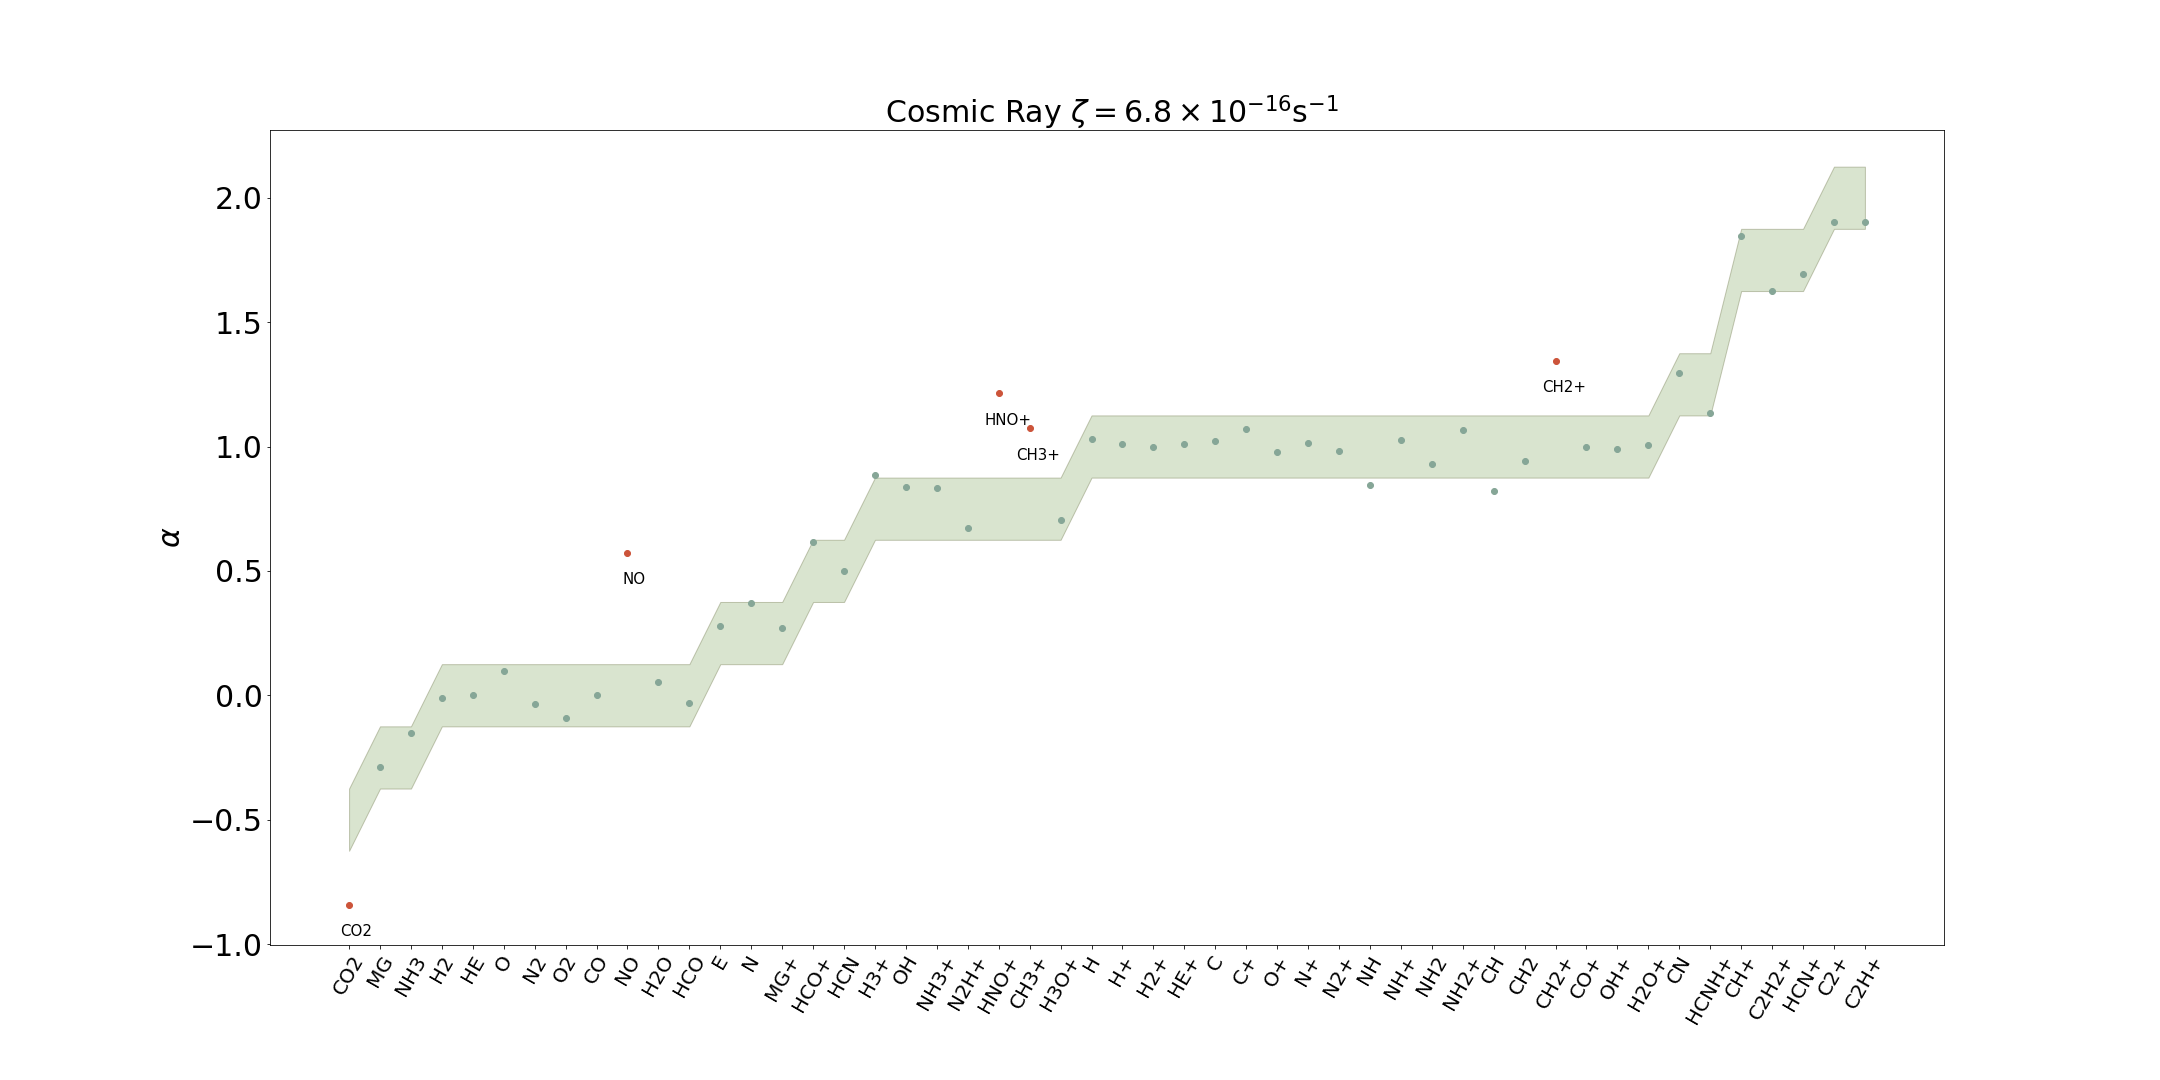 Cosmic Ray ζ = 6.8 × 10⁻¹⁶s⁻¹
α
2.0
1.5
1.0
0.5
0.0
−0.5
−1.0
CO2
NO
HNO+
CH3+
CH2+
CO2
MG
NH3
H2
HE
O
N2
O2
CO
NO
H2O
HCO
E
N
MG+
HCO+
HCN
H3+
OH
NH3+
N2H+
HNO+
CH3+
H3O+
H
H+
H2+
HE+
C
C+
O+
N+
N2+
NH
NH+
NH2
NH2+
CH
CH2
CH2+
CO+
OH+
H2O+
CN
HCNH+
CH+
C2H2+
HCN+
C2+
C2H+